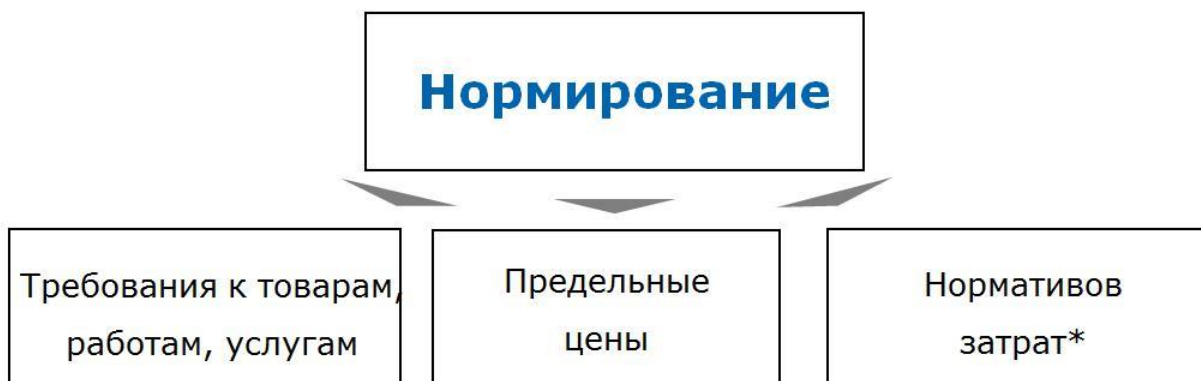 Нормирование
Требования к товарам,
работам, услугам
Предельные
цены
Нормативов
затрат*